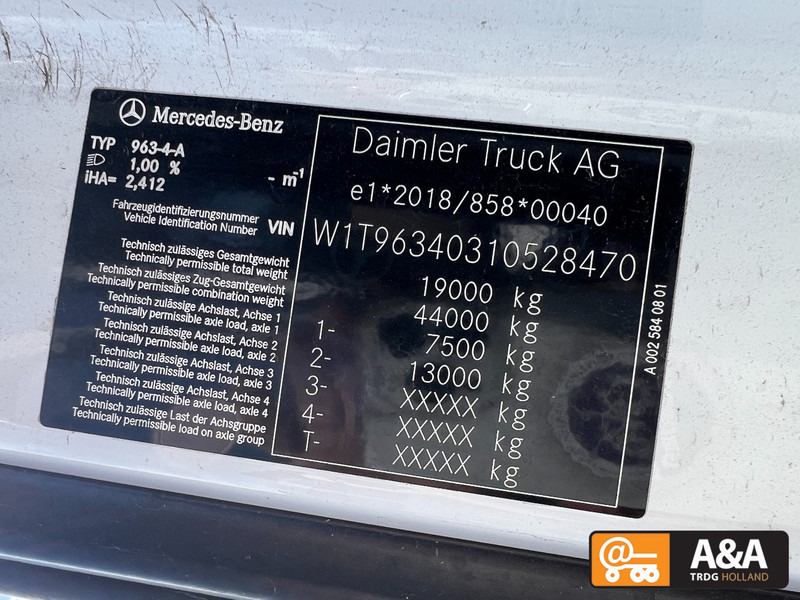 Mercedes-Benz
TYP 963-4-A
1,00 %
iHA= 2,412 - m-1
Fahrzeugidentifizierungsnummer
Vehicle Identification Number VIN
Technisch zulässiges Gesamtgewicht
Technically permissible total weight
Technisch zulässiges Zug-Gesamtgewicht
Technically permissible combination weight
Technisch zulässige Achslast, Achse 1
Technically permissible axle load, axle 1
Technisch zulässige Achslast, Achse 2
Technically permissible axle load, axle 2
Technisch zulässige Achslast, Achse 3
Technically permissible axle load, axle 3
Technisch zulässige Achslast, Achse 4
Technically permissible axle load, axle 4
Technisch zulässige Last der Achsgruppe
Technically permissible load on axle group
Daimler Truck AG
e1*2018/858*00040
W1T96340310528470
19000 kg
44000 kg
1- 7500 kg
2- 13000 kg
3- XXXXX kg
4- XXXXX kg
T- XXXXX kg
A 002 584 08 01
A&A
TRDG HOLLAND